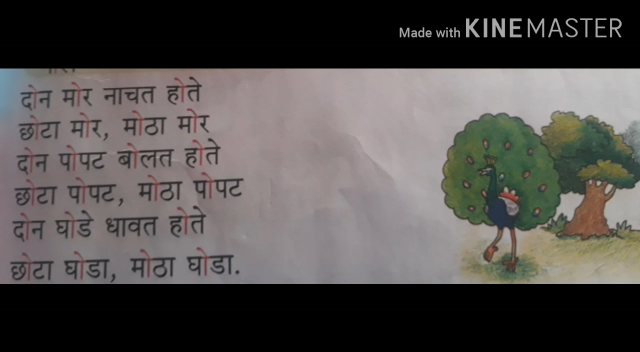 Made with KINEMASTER
दोन मोर नाचत होते
छोटा मोर, मोठा मोर
दोन पोपट बोलत होते
छोटा पोपट, मोठा पोपट
दोन घोडे धावत होते
छोटा घोडा, मोठा घोडा.